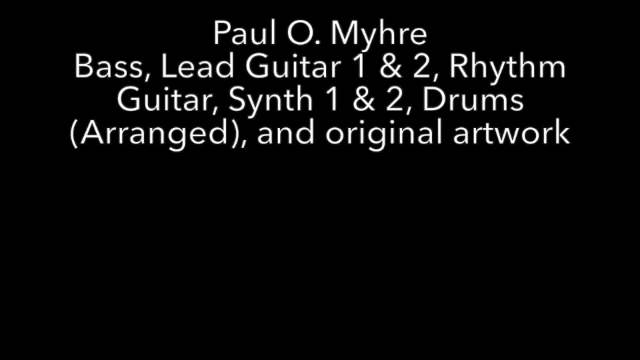 Paul O. Myhre
Bass, Lead Guitar 1 & 2, Rhythm
Guitar, Synth 1 & 2, Drums
(Arranged), and original artwork